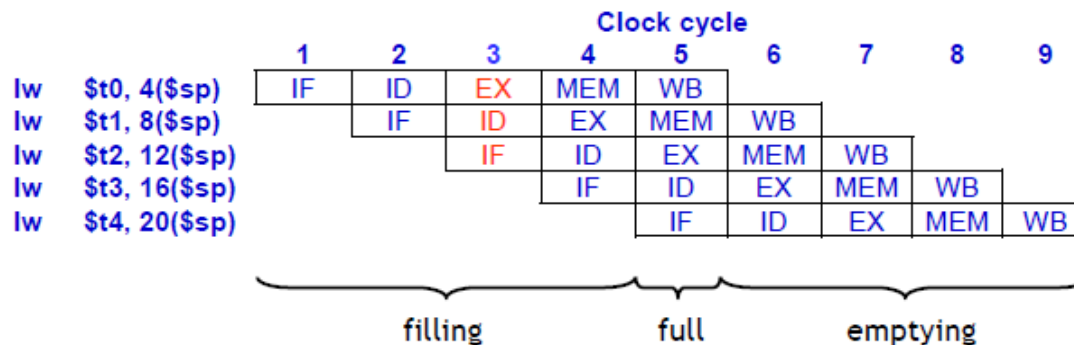 Clock cycle
1 2 3 4 5 6 7 8 9
lw $t0, 4($sp) IF ID EX MEM WB
lw $t1, 8($sp) IF ID EX MEM WB
lw $t2, 12($sp) IF ID EX MEM WB
lw $t3, 16($sp) IF ID EX MEM WB
lw $t4, 20($sp) IF ID EX MEM WB
filling full emptying